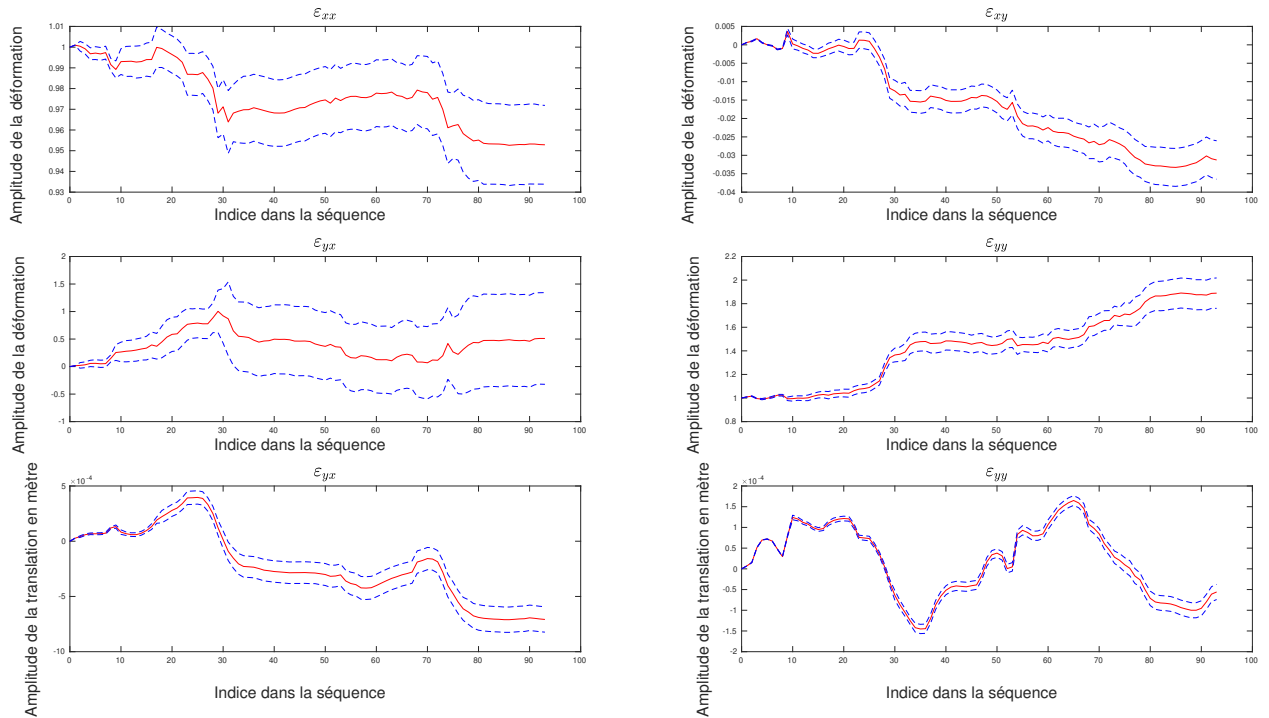 ε_xx
Amplitude de la déformation
1.01
1
0.99
0.98
0.97
0.96
0.95
0.94
0.93
0 10 20 30 40 50 60 70 80 90 100
Indice dans la séquence
ε_xy
Amplitude de la déformation
0.005
0
-0.005
-0.01
-0.015
-0.02
-0.025
-0.03
-0.035
-0.04
0 10 20 30 40 50 60 70 80 90 100
Indice dans la séquence
ε_yx
Amplitude de la déformation
2
1.5
1
0.5
0
-0.5
-1
0 10 20 30 40 50 60 70 80 90 100
Indice dans la séquence
ε_yy
Amplitude de la déformation
2.2
2
1.8
1.6
1.4
1.2
1
0.8
0 10 20 30 40 50 60 70 80 90 100
Indice dans la séquence
ε_yx
Amplitude de la translation en mètre
×10⁻⁴
5
0
-5
-10
0 10 20 30 40 50 60 70 80 90 100
Indice dans la séquence
ε_yy
Amplitude de la translation en mètre
×10⁻⁴
2
1.5
1
0.5
0
-0.5
-1
-1.5
-2
0 10 20 30 40 50 60 70 80 90 100
Indice dans la séquence